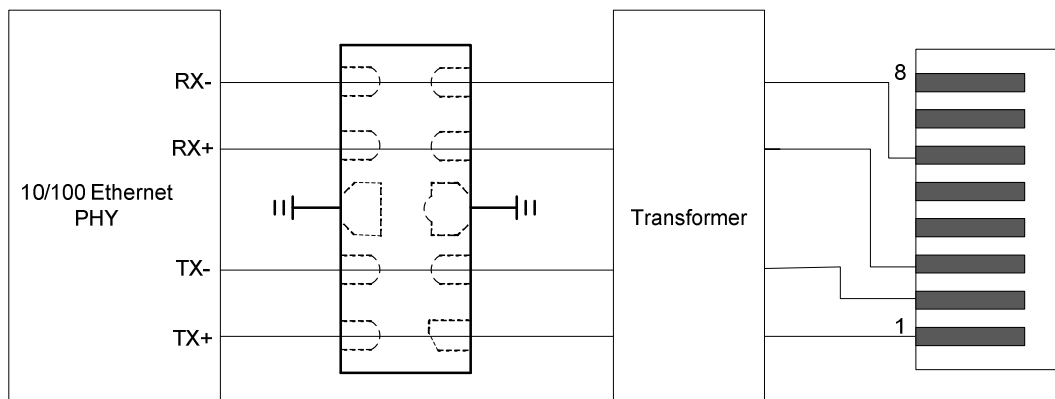 RX-
RX+
10/100 Ethernet
PHY
TX-
TX+
Transformer
8
1